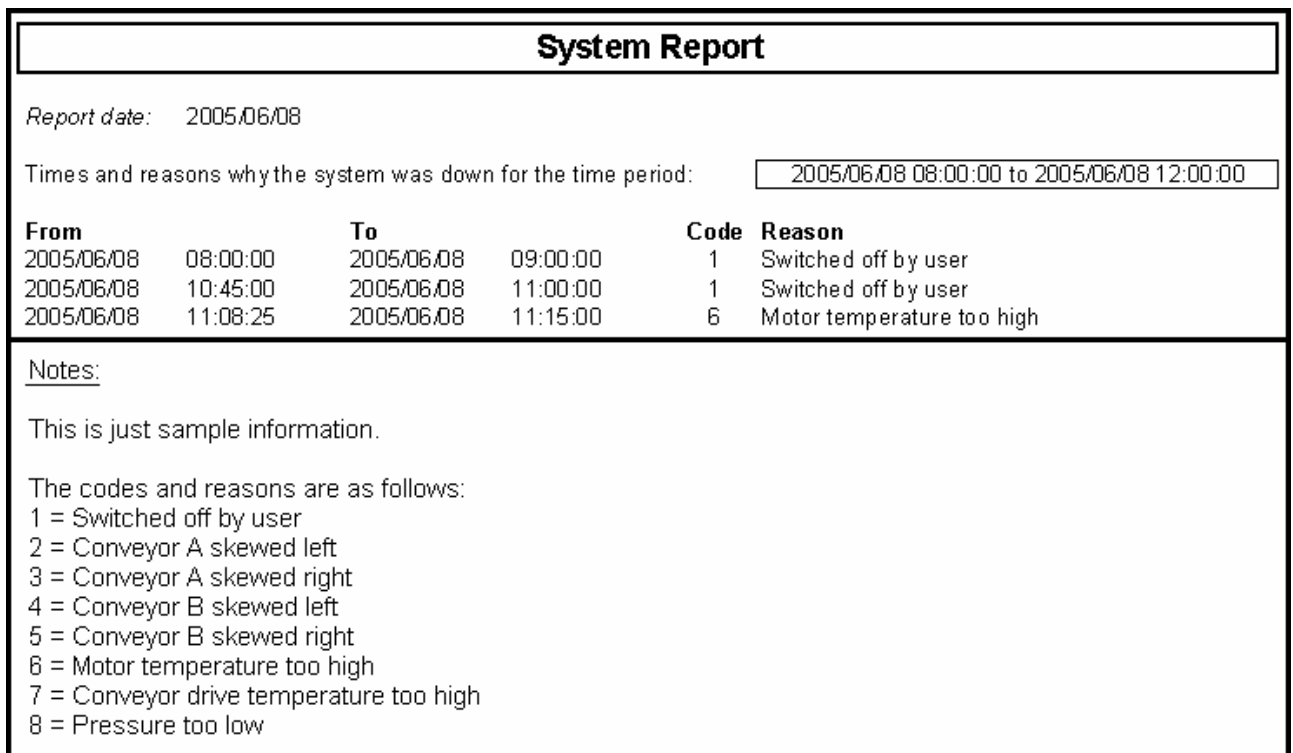 System Report
Report date: 2005/06/08
Times and reasons why the system was down for the time period: 2005/06/08 08:00:00 to 2005/06/08 12:00:00
From To Code Reason
2005/06/08 08:00:00 2005/06/08 09:00:00 1 Switched off by user
2005/06/08 10:45:00 2005/06/08 11:00:00 1 Switched off by user
2005/06/08 11:08:25 2005/06/08 11:15:00 6 Motor temperature too high
Notes:
This is just sample information.
The codes and reasons are as follows:
1 = Switched off by user
2 = Conveyor A skewed left
3 = Conveyor A skewed right
4 = Conveyor B skewed left
5 = Conveyor B skewed right
6 = Motor temperature too high
7 = Conveyor drive temperature too high
8 = Pressure too low